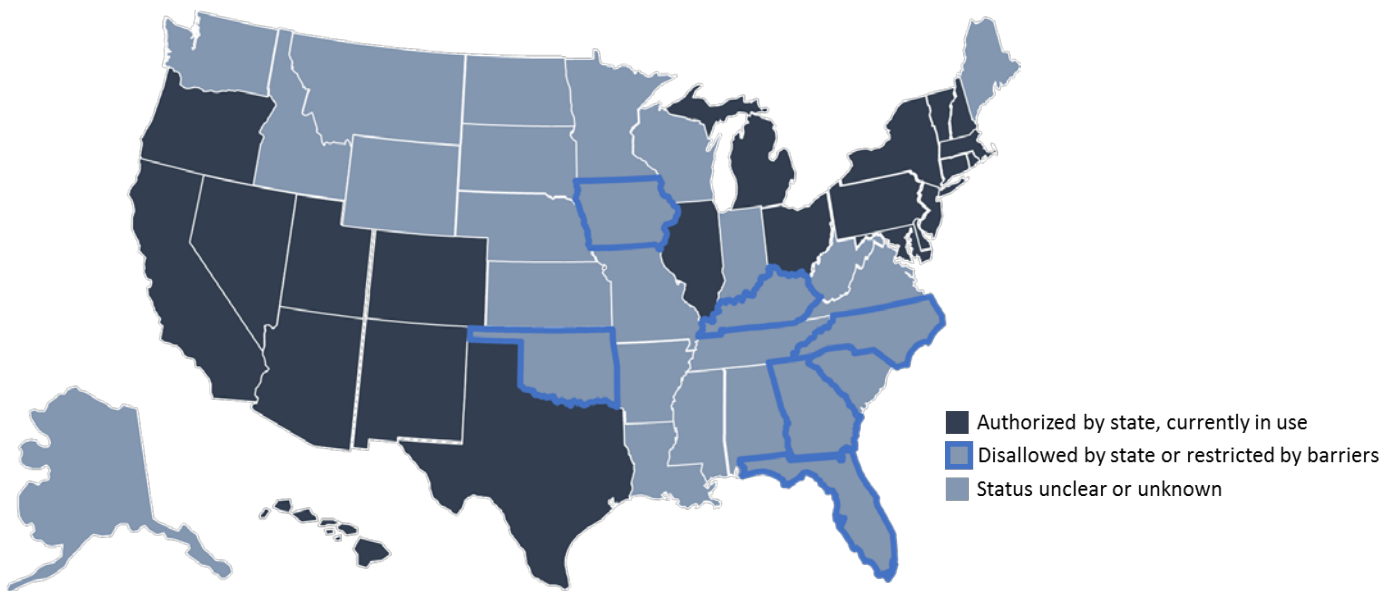 Authorized by state, currently in use
Disallowed by state or restricted by barriers
Status unclear or unknown